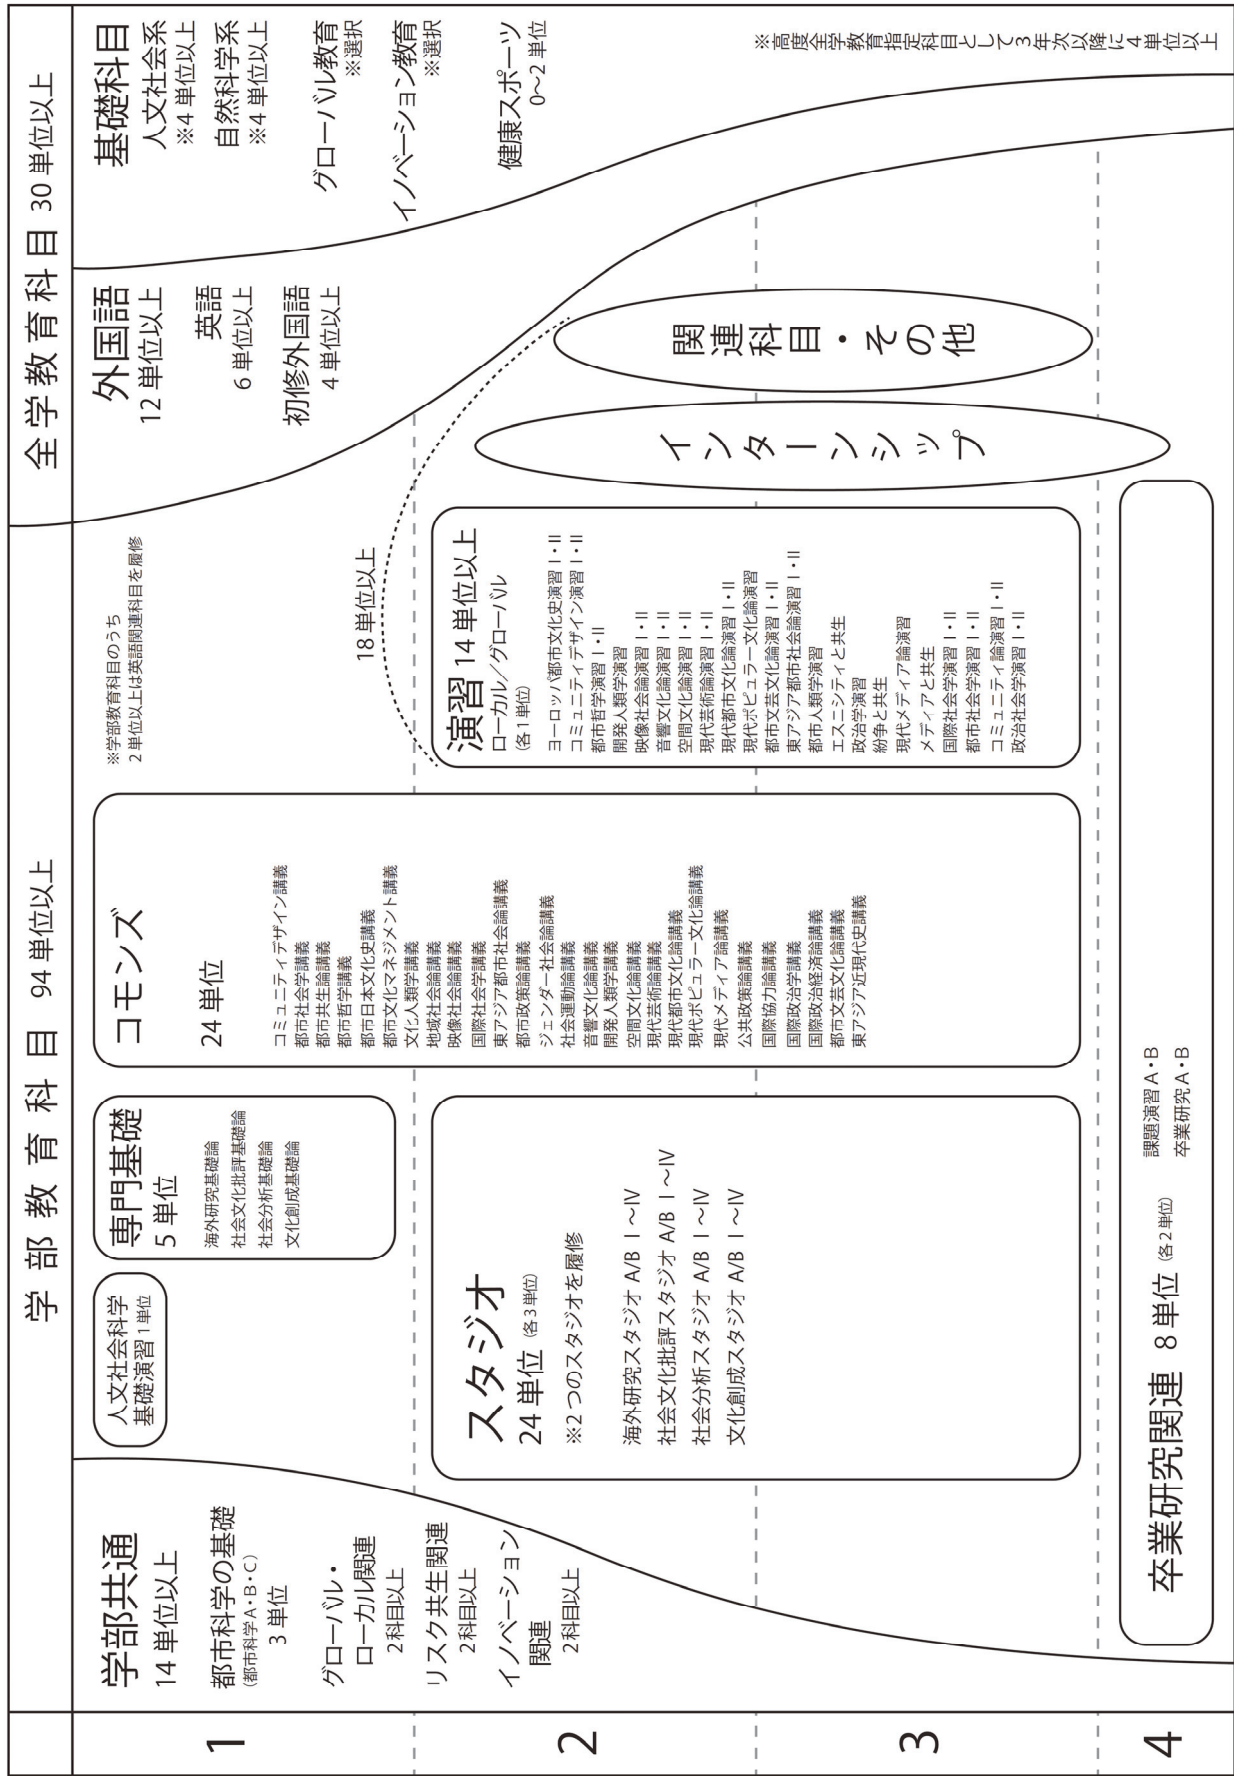 学部教育科目 94単位以上
全学教育科目 30単位以上
1
2
3
4
学部共通
14単位以上
都市科学の基礎
(都市科学A・B・C)
3単位
グローバル・
ローカル関連
2科目以上
リスク共生関連
2科目以上
イノベーション
関連
2科目以上
人文社会科学
基礎演習1単位
専門基礎
5単位
海外研究基礎論
社会文化批評基礎論
社会分析基礎論
文化創成基礎論
スタジオ
24単位(各3単位)
※2つのスタジオを履修
海外研究スタジオ A/B I~IV
社会文化批評スタジオ A/B I~IV
社会分析スタジオ A/B I~IV
文化創成スタジオ A/B I~IV
コモンズ
24単位
コミュニティデザイン講義
都市社会学講義
都市共生論講義
都市哲学講義
都市日本文化史講義
都市文化マネジメント講義
文化人類学講義
地域社会論講義
映像社会論講義
国際社会学講義
東アジア都市社会論講義
都市政策論講義
ジェンダー社会論講義
社会運動論講義
音響文化論講義
開発人類学講義
空間文化論講義
現代芸術論講義
現代都市文化論講義
現代ポピュラー文化論講義
現代メディア論講義
公共政策論講義
国際協力論講義
国際政治学講義
国際政治経済論講義
都市文芸文化論講義
東アジア近現代史講義
※学部教育科目のうち
2単位以上は英語関連科目を履修
18単位以上
演習 14単位以上
ローカル/グローバル
(各1単位)
ヨーロッパ都市文化史演習 I・II
コミュニティデザイン演習 I・II
都市哲学演習 I・II
開発人類学演習
映像社会論演習 I・II
音響文化論演習 I・II
空間文化論演習 I・II
現代芸術論演習 I・II
現代都市文化論演習 I・II
現代ポピュラー文化論演習
都市文芸文化論演習 I・II
東アジア都市社会論演習 I・II
都市人類学演習
エスニシティと共生
政治学演習
紛争と共生
現代メディア論演習
メディアと共生
国際社会学演習 I・II
都市社会学演習 I・II
コミュニティ論演習 I・II
政治社会学演習 I・II
インターンシップ
関連科目・その他
卒業研究関連 8単位(各2単位)
課題演習A・B
卒業研究A・B
外国語
12単位以上
英語
6単位以上
初修外国語
4単位以上
基礎科目
人文社会系
※4単位以上
自然科学系
※4単位以上
グローバル教育
※選択
イノベーション教育
※選択
健康スポーツ
0~2単位
※高度全学教育指定科目として3年次以降に4単位以上